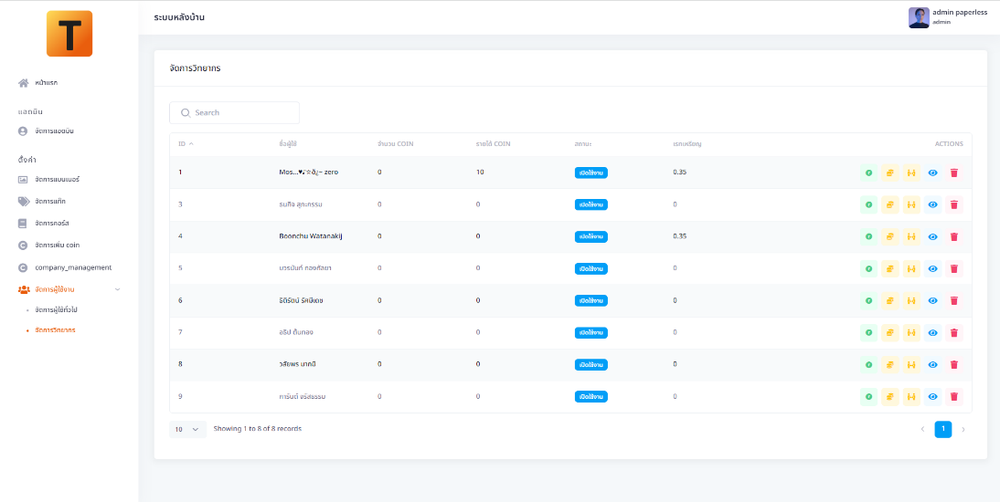 T
ระบบหลังบ้าน
admin paperless
admin
หน้าแรก
แอดมิน
จัดการแอดมิน
ตั้งค่า
จัดการแบนเนอร์
จัดการแท๊ก
จัดการคอร์ส
จัดการเพิ่ม coin
company_management
จัดการผู้ใช้งาน
จัดการผู้ใช้ทั่วไป
จัดการวิทยากร
จัดการวิทยากร
Search
ID ชื่อผู้ใช้ จำนวน COIN รายได้ COIN สถานะ เรทเหรียญ ACTIONS
1 Mos...♥♪☆ð¿~ zero 0 10 เปิดใช้งาน 0.35
3 ธนกิจ สุกะกรรม 0 0 เปิดใช้งาน 0
4 Boonchu Watanakij 0 0 เปิดใช้งาน 0.35
5 บวรนันท์ ทองกัลยา 0 0 เปิดใช้งาน 0
6 ธิติรัตน์ รัศมีเดช 0 0 เปิดใช้งาน 0
7 อธิป ต้นทอง 0 0 เปิดใช้งาน 0
8 วลัยพร นาคมี 0 0 เปิดใช้งาน 0
9 การันต์ จรัสธรรม 0 0 เปิดใช้งาน 0
10 Showing 1 to 8 of 8 records 1